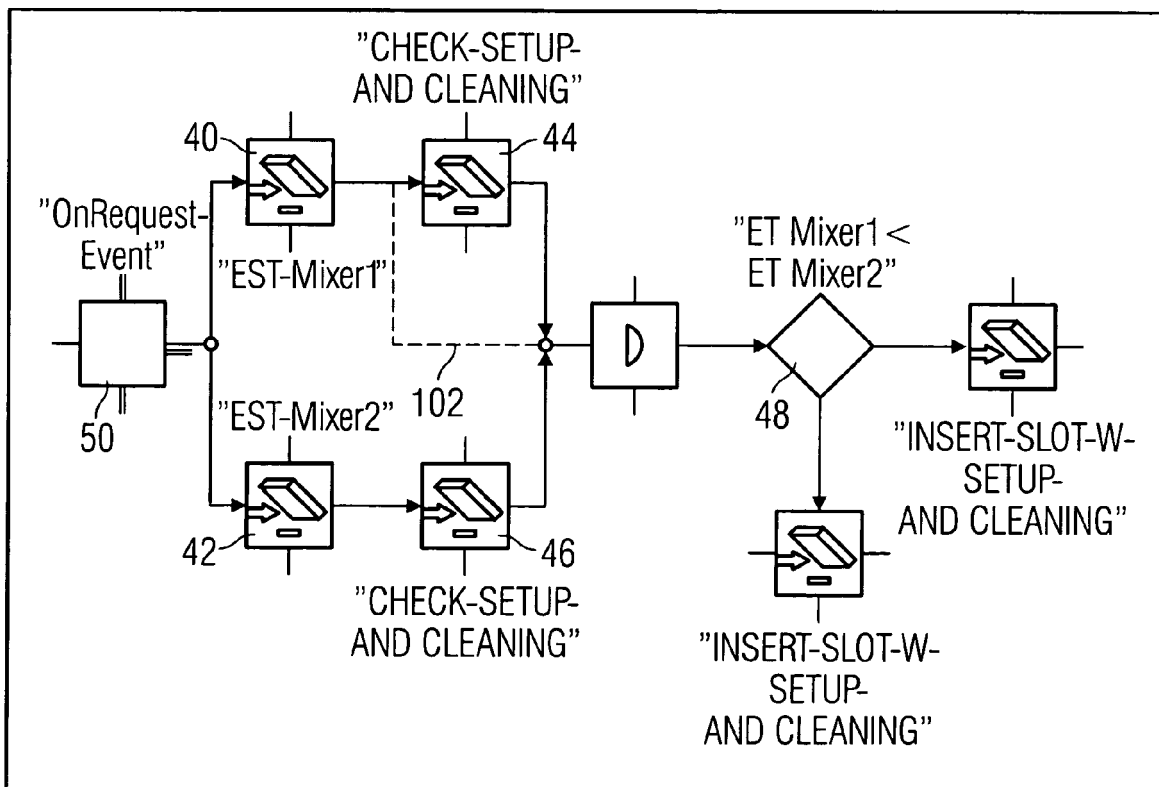 "CHECK-SETUP-
AND CLEANING"
40
44
"OnRequest-
Event"
"EST-Mixer1"
"ET Mixer1 <
ET Mixer2"
50
"EST-Mixer2"
102
48
42
46
"CHECK-SETUP-
AND CLEANING"
"INSERT-SLOT-W-
SETUP-
AND CLEANING"
"INSERT-SLOT-W-
SETUP-
AND CLEANING"